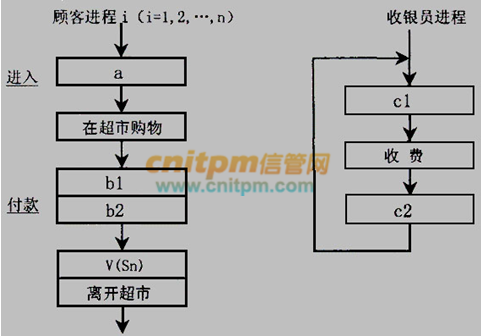 顾客进程 i（i=1,2,…,n）
进入
a
在超市购物
付款
b1
b2
V(Sn)
离开超市
收银员进程
c1
收 费
c2
cnitpm信管网
www.cnitpm.com